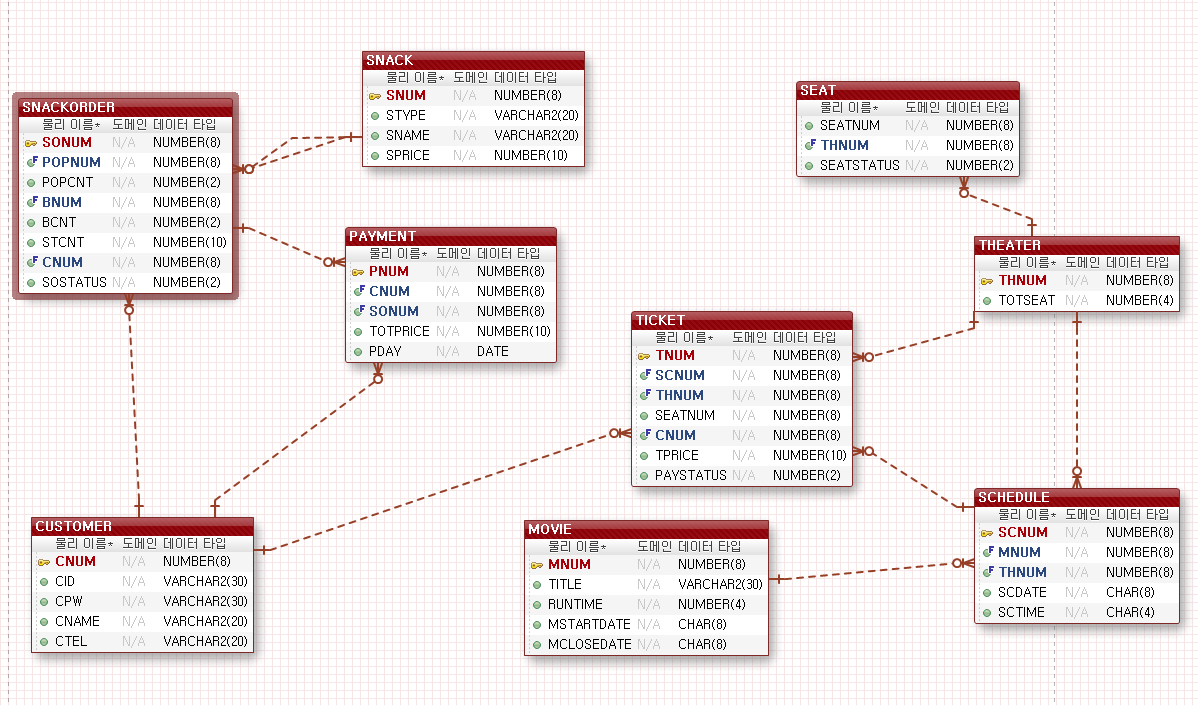 SNACKORDER
물리 이름* 도메인 데이터 타입
SONUM N/A NUMBER(8)
POPNUM N/A NUMBER(8)
POPCNT N/A NUMBER(2)
BNUM N/A NUMBER(8)
BCNT N/A NUMBER(2)
STCNT N/A NUMBER(10)
CNUM N/A NUMBER(8)
SOSTATUS N/A NUMBER(2)
SNACK
물리 이름* 도메인 데이터 타입
SNUM N/A NUMBER(8)
STYPE N/A VARCHAR2(20)
SNAME N/A VARCHAR2(20)
SPRICE N/A NUMBER(10)
SEAT
물리 이름* 도메인 데이터 타입
SEATNUM N/A NUMBER(8)
THNUM N/A NUMBER(8)
SEATSTATUS N/A NUMBER(2)
PAYMENT
물리 이름* 도메인 데이터 타입
PNUM N/A NUMBER(8)
CNUM N/A NUMBER(8)
SONUM N/A NUMBER(8)
TOTPRICE N/A NUMBER(10)
PDAY N/A DATE
THEATER
물리 이름* 도메인 데이터 타입
THNUM N/A NUMBER(8)
TOTSEAT N/A NUMBER(4)
TICKET
물리 이름* 도메인 데이터 타입
TNUM N/A NUMBER(8)
SCNUM N/A NUMBER(8)
THNUM N/A NUMBER(8)
SEATNUM N/A NUMBER(8)
CNUM N/A NUMBER(8)
TPRICE N/A NUMBER(10)
PAYSTATUS N/A NUMBER(2)
CUSTOMER
물리 이름* 도메인 데이터 타입
CNUM N/A NUMBER(8)
CID N/A VARCHAR2(30)
CPW N/A VARCHAR2(30)
CNAME N/A VARCHAR2(20)
CTEL N/A VARCHAR2(20)
MOVIE
물리 이름* 도메인 데이터 타입
MNUM N/A NUMBER(8)
TITLE N/A VARCHAR2(30)
RUNTIME N/A NUMBER(4)
MSTARTDATE N/A CHAR(8)
MCLOSEDATE N/A CHAR(8)
SCHEDULE
물리 이름* 도메인 데이터 타입
SCNUM N/A NUMBER(8)
MNUM N/A NUMBER(8)
THNUM N/A NUMBER(8)
SCDATE N/A CHAR(8)
SCTIME N/A CHAR(4)